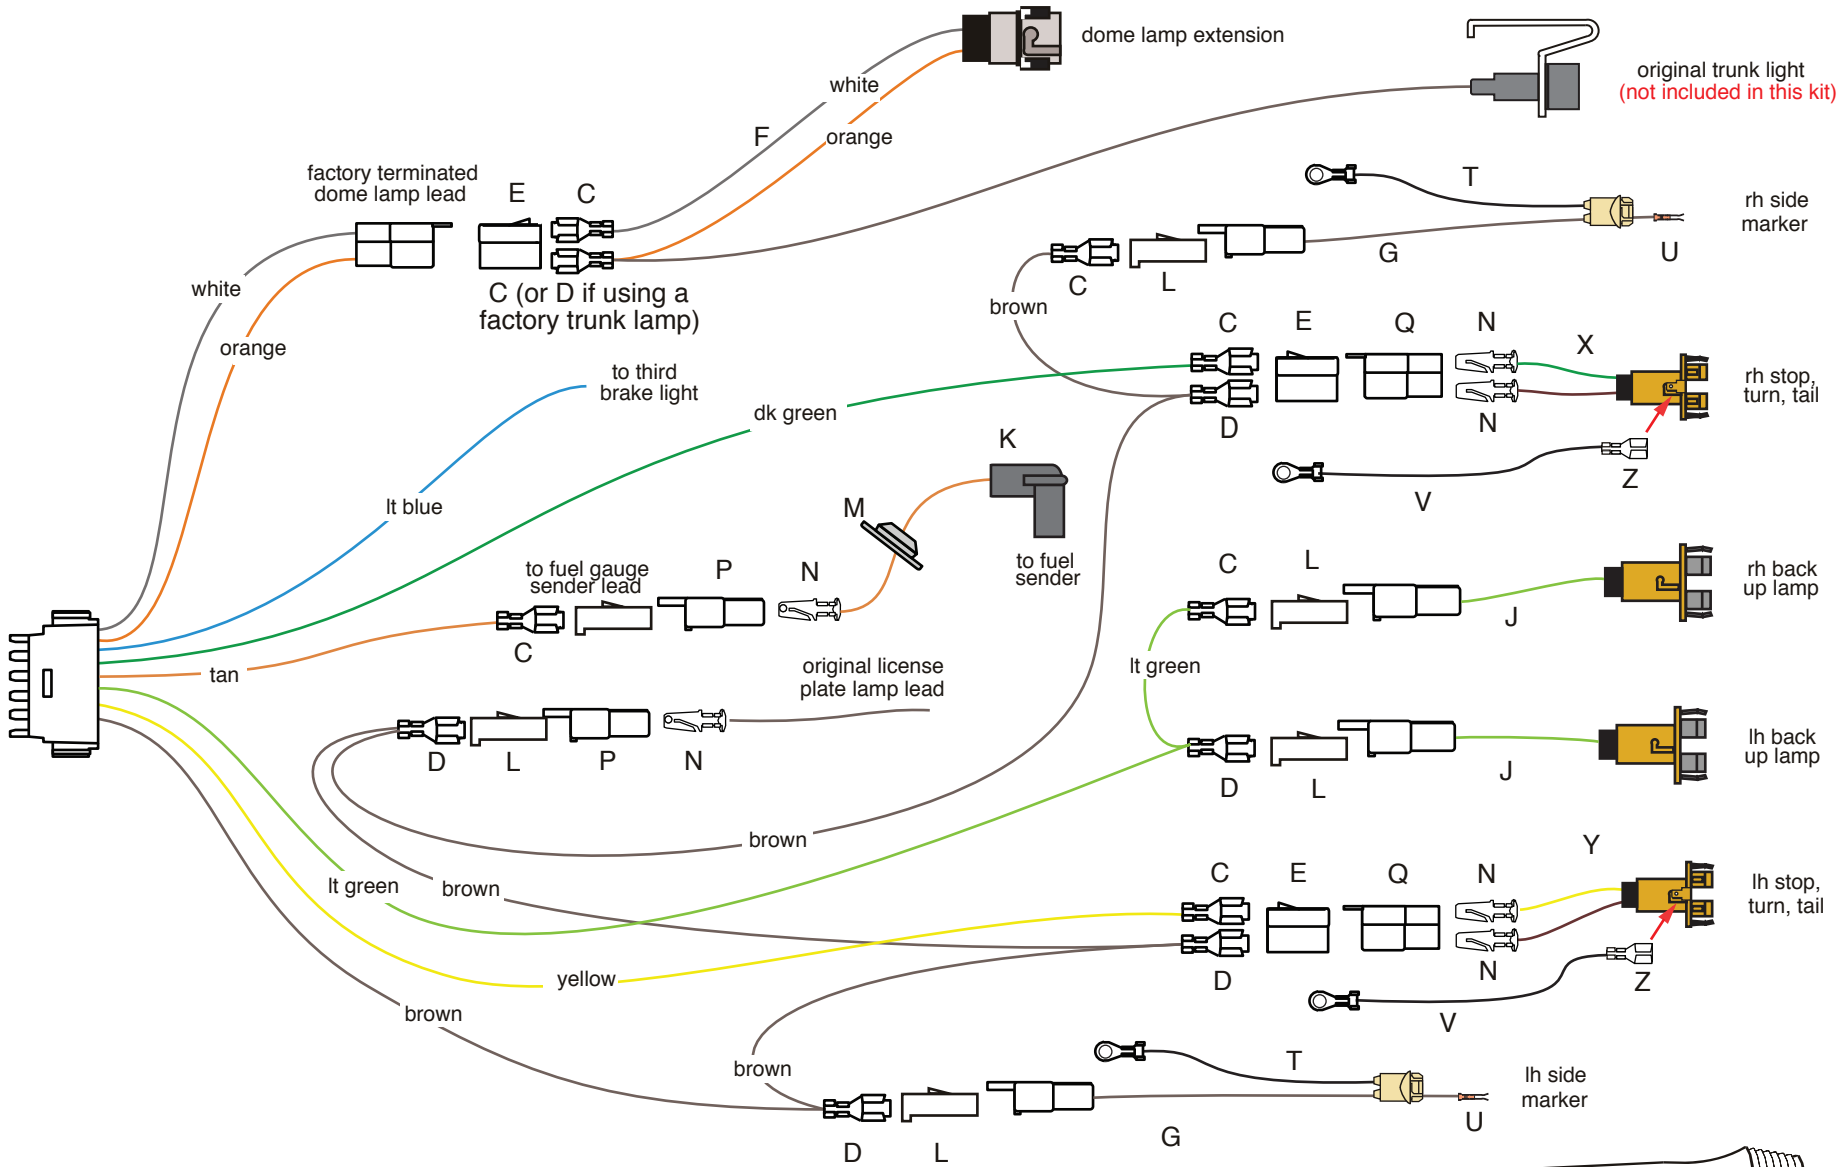 dome lamp extension
original trunk light
(not included in this kit)
white
F
orange
factory terminated
dome lamp lead
E
C
C (or D if using a
factory trunk lamp)
white
orange
T
rh side
marker
G
U
C
L
brown
to third
brake light
C
E
Q
N
X
rh stop,
turn, tail
dk green
D
N
Z
V
K
M
lt blue
to fuel
sender
to fuel gauge
sender lead
P
N
C
C
L
rh back
up lamp
J
tan
original license
plate lamp lead
lt green
D
L
P
N
D
L
J
lh back
up lamp
brown
lt green
brown
C
E
Q
N
Y
lh stop,
turn, tail
yellow
D
N
Z
V
brown
brown
T
lh side
marker
U
D
L
G